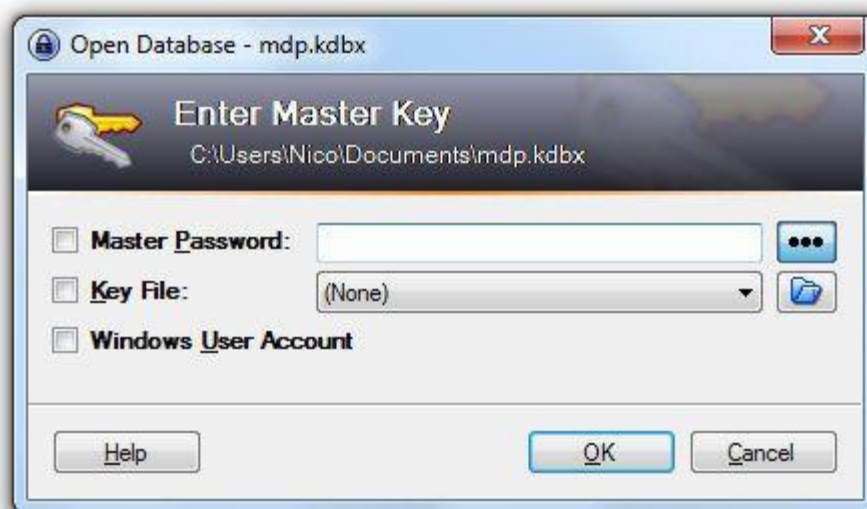 Open Database - mdp.kdbx
Enter Master Key
C:\Users\Nico\Documents\mdp.kdbx
Master Password:
Key File: (None)
Windows User Account
Help OK Cancel